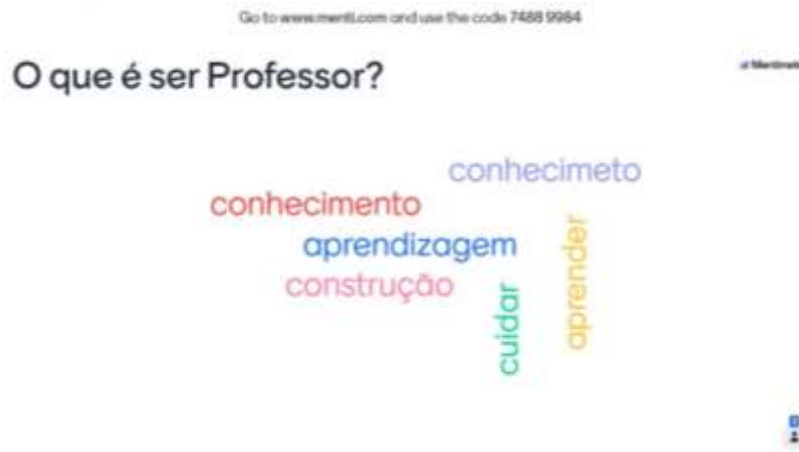 Go to www.menti.com and use the code 7488 9984
O que é ser Professor?
Mentimeter
conhecimeto
conhecimento
aprendizagem
construção
cuidar
aprender